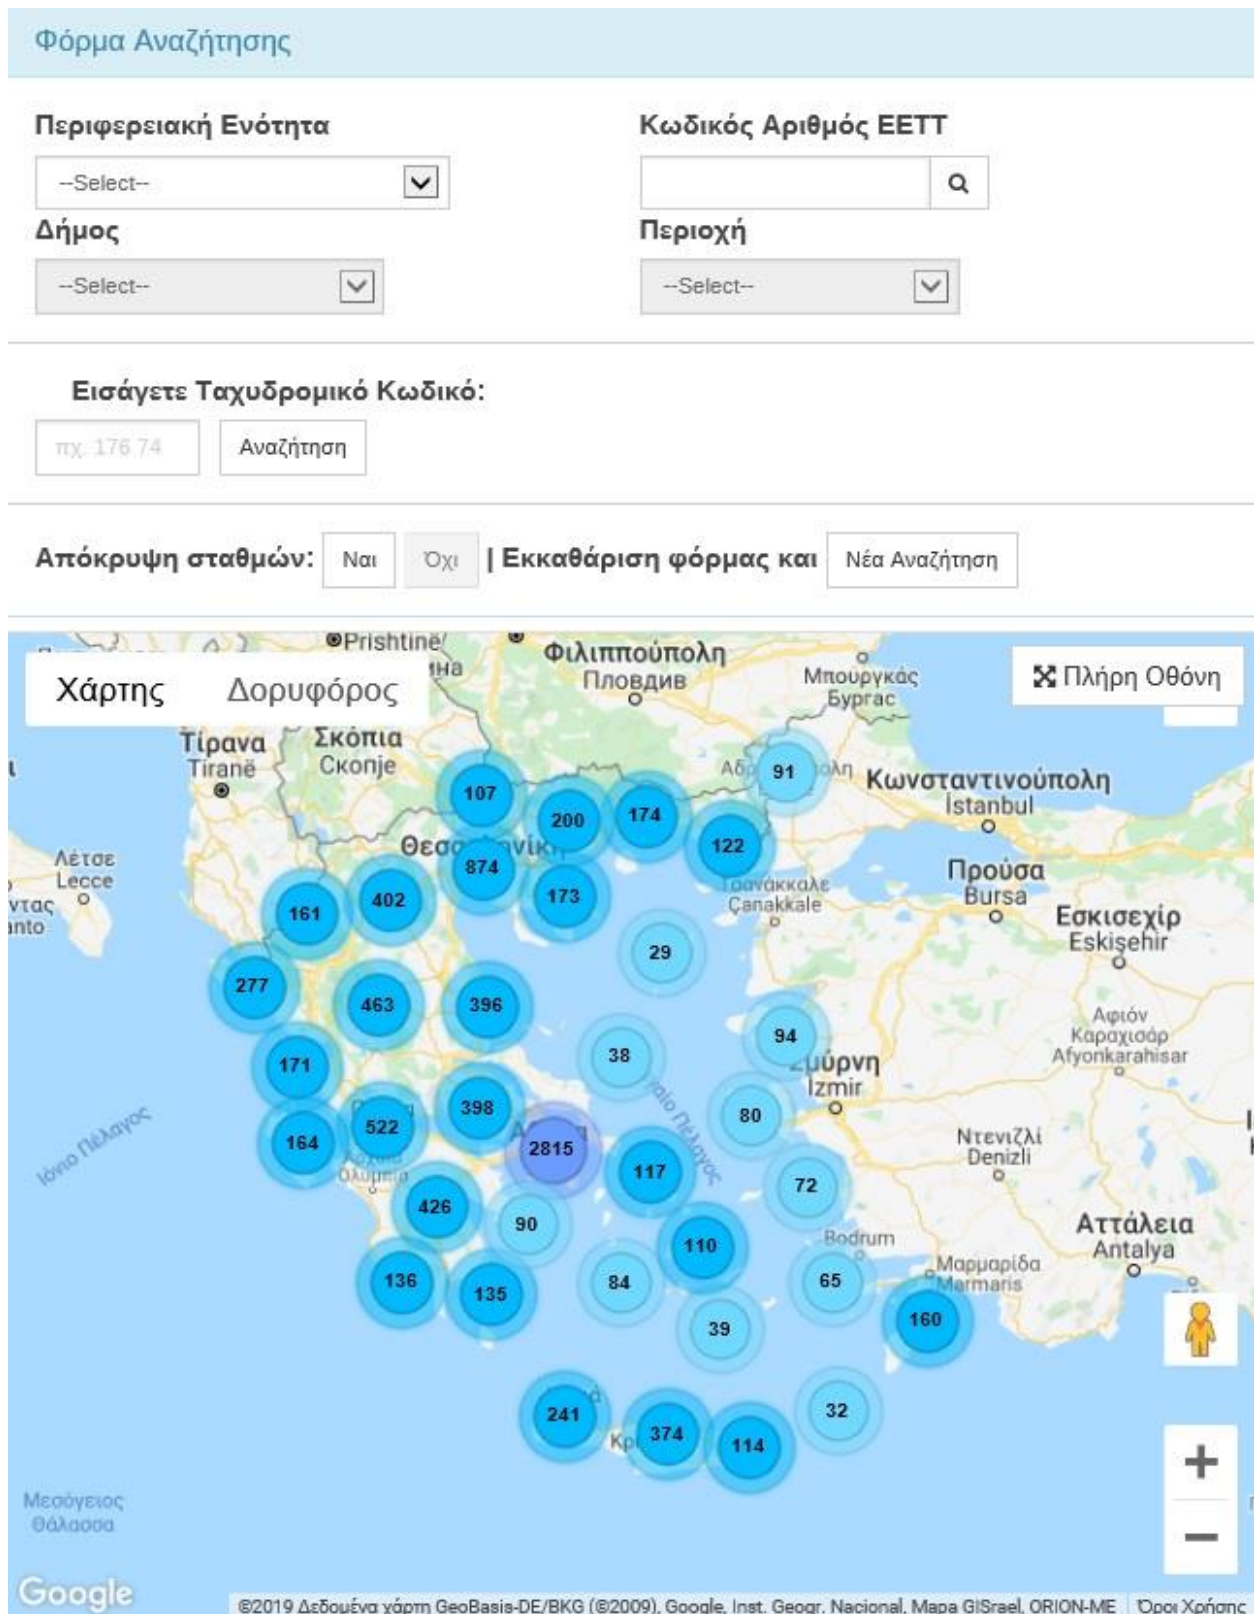 Φόρμα Αναζήτησης
Περιφερειακή Ενότητα
Κωδικός Αριθμός ΕΕΤΤ
--Select--
Δήμος
Περιοχή
--Select--
--Select--
Εισάγετε Ταχυδρομικό Κωδικό:
πχ. 176 74
Αναζήτηση
Απόκρυψη σταθμών: Ναι Όχι | Εκκαθάριση φόρμας και Νέα Αναζήτηση
Prishtinë
Φιλιππούπολη
Пловдив
Μπουργκάς
Бургас
Πλήρη Οθόνη
Χάρτης Δορυφόρος
Τίρανα
Tiranë
Σκόπια
Скопје
91
Κωνσταντινούπολη
İstanbul
107
200
174
122
Λέτσε
Lecce
874
402
161
173
Çanakkale
Προύσα
Bursa
Εσκισεχίρ
Eskişehir
29
277
463
396
38
94
İzmir
Αφιόν
Καραχισάρ
Afyonkarahisar
171
398
522
164
2815
117
80
72
Ιόνιο Πέλαγος
Ντενιζλί
Denizli
426
90
110
Bodrum
Αττάλεια
Antalya
Μαρμαρίδα
Marmaris
136
135
84
65
39
160
241
374
114
32
Μεσόγειος
Θάλασσα
Google
©2019 Δεδομένα χάρτη GeoBasis-DE/BKG (©2009), Google, Inst. Geogr. Nacional, Mapa GISrael, ORION-ME Όροι Χρήσης